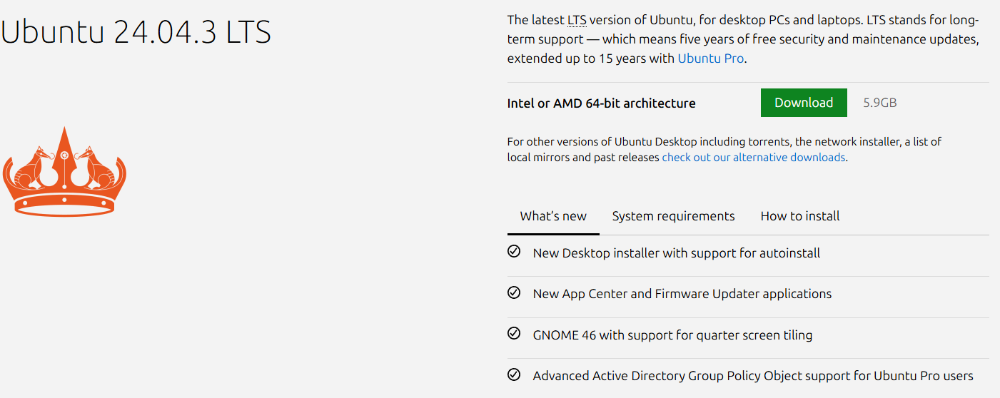 Ubuntu 24.04.3 LTS
The latest LTS version of Ubuntu, for desktop PCs and laptops. LTS stands for long-
term support — which means five years of free security and maintenance updates,
extended up to 15 years with Ubuntu Pro.
Intel or AMD 64-bit architecture
Download
5.9GB
For other versions of Ubuntu Desktop including torrents, the network installer, a list of
local mirrors and past releases check out our alternative downloads.
What’s new
System requirements
How to install
New Desktop installer with support for autoinstall
New App Center and Firmware Updater applications
GNOME 46 with support for quarter screen tiling
Advanced Active Directory Group Policy Object support for Ubuntu Pro users